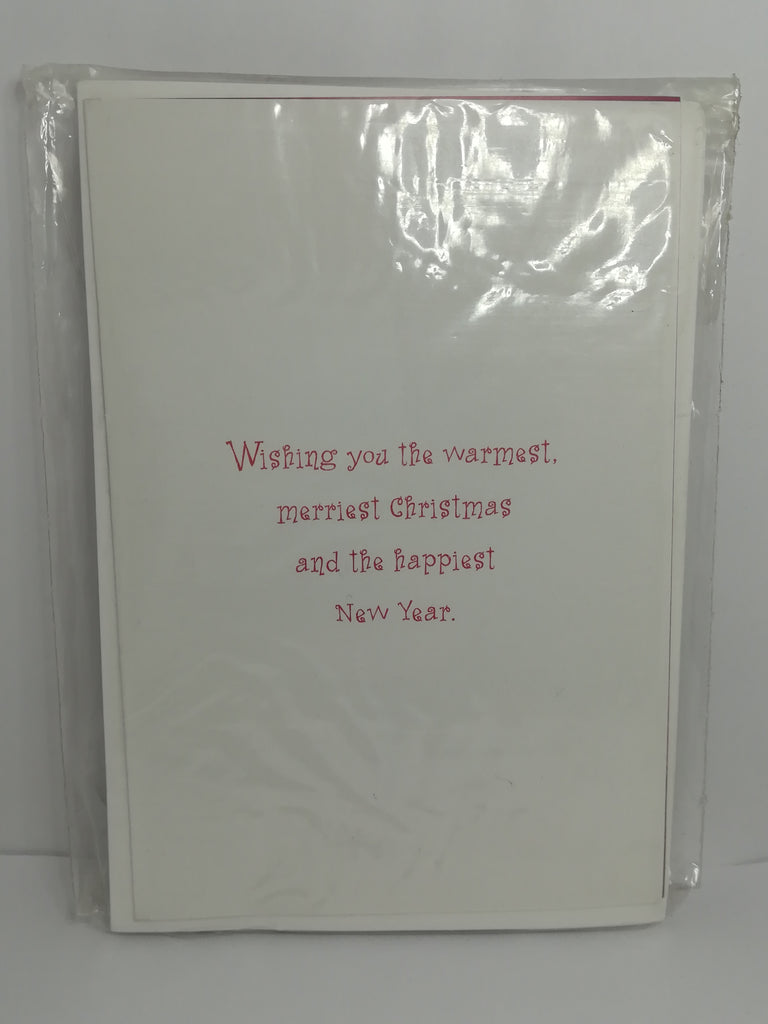 Wishing you the warmest,
merriest Christmas
and the happiest
New Year.